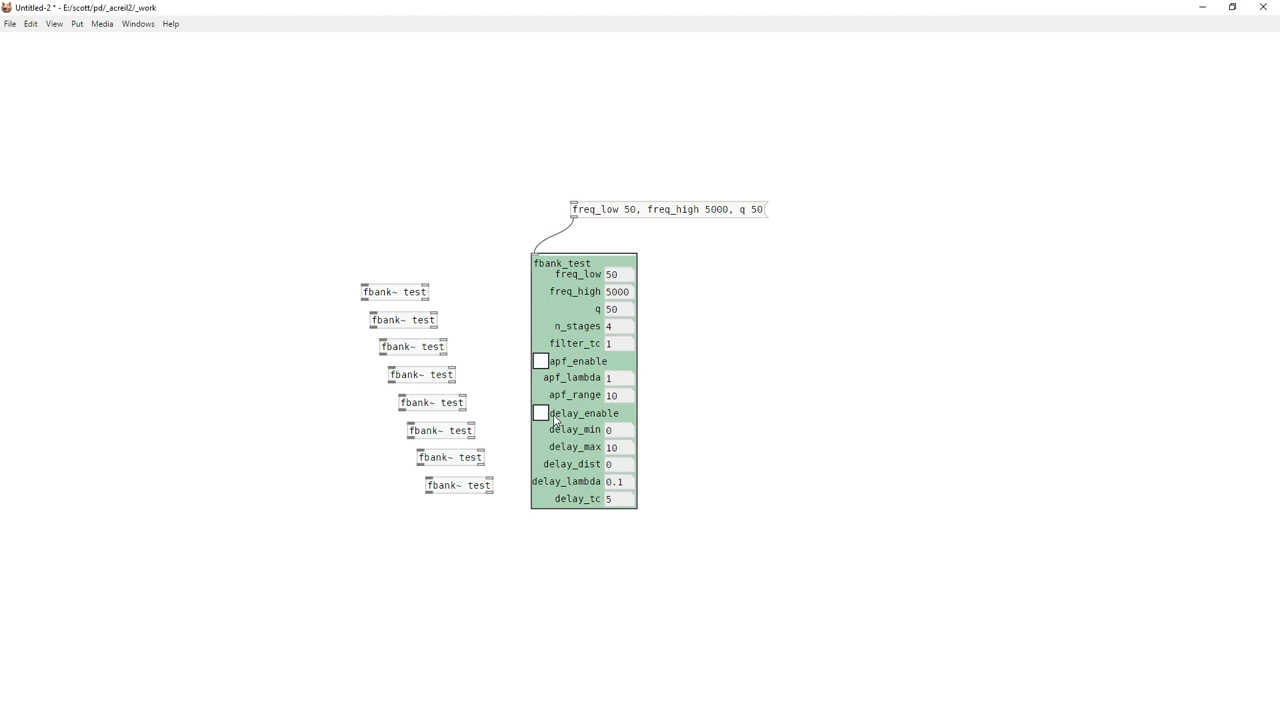 Untitled-2 * - E:/scott/pd/_acreil2/_work
File Edit View Put Media Windows Help
freq_low 50, freq_high 5000, q 50
fbank_test
freq_low 50
freq_high 5000
q 50
n_stages 4
filter_tc 1
apf_enable
apf_lambda 1
apf_range 10
delay_enable
delay_min 0
delay_max 10
delay_dist 0
delay_lambda 0.1
delay_tc 5
fbank~ test
fbank~ test
fbank~ test
fbank~ test
fbank~ test
fbank~ test
fbank~ test
fbank~ test